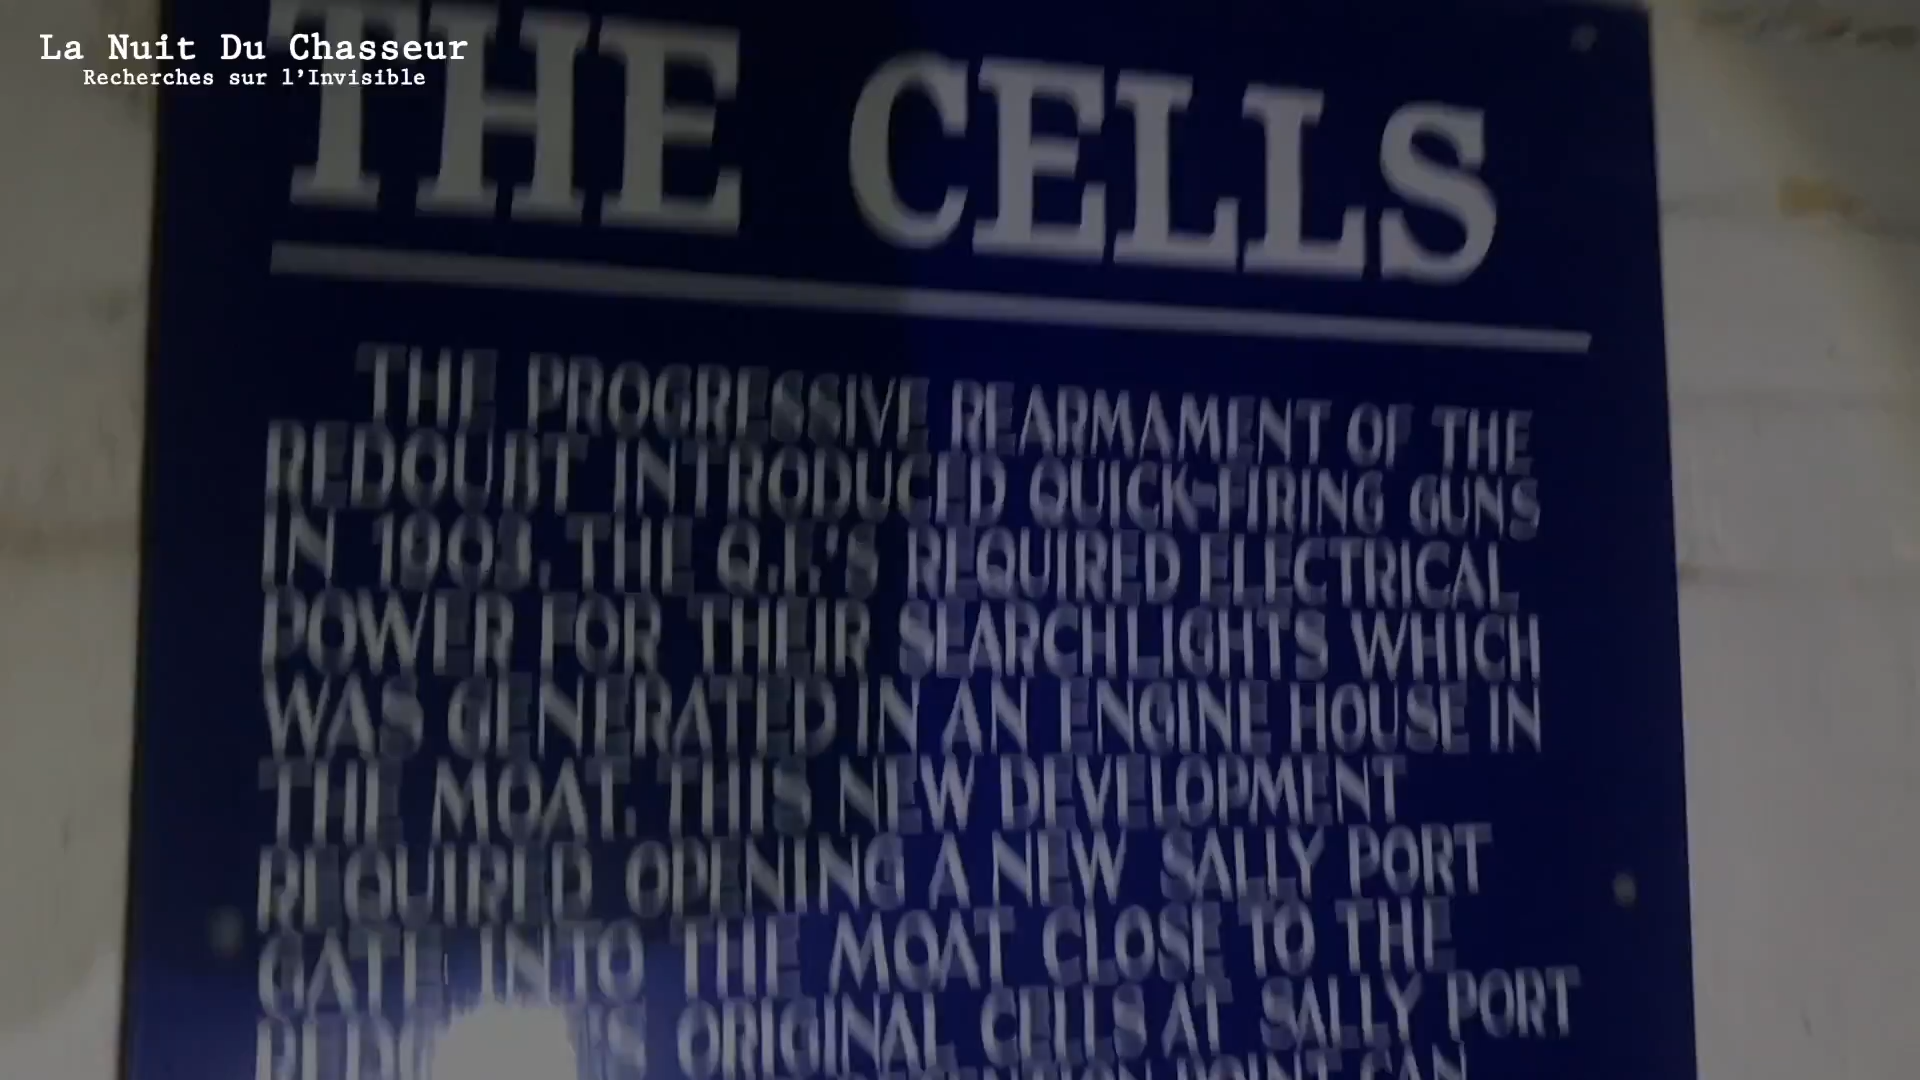 La Nuit Du Chasseur
Recherches sur l'Invisible
THE CELLS
THE PROGRESSIVE REARMAMENT OF THE
REDOUBT INTRODUCED QUICK-FIRING GUNS
IN 1903. THE Q.F.'S REQUIRED ELECTRICAL
POWER FOR THEIR SEARCHLIGHTS WHICH
WAS GENERATED IN AN ENGINE HOUSE IN
THE MOAT. THIS NEW DEVELOPMENT
REQUIRED OPENING A NEW SALLY PORT
GATE INTO THE MOAT CLOSE TO THE
ORIGINAL CELLS AT SALLY PORT
POINT CAN